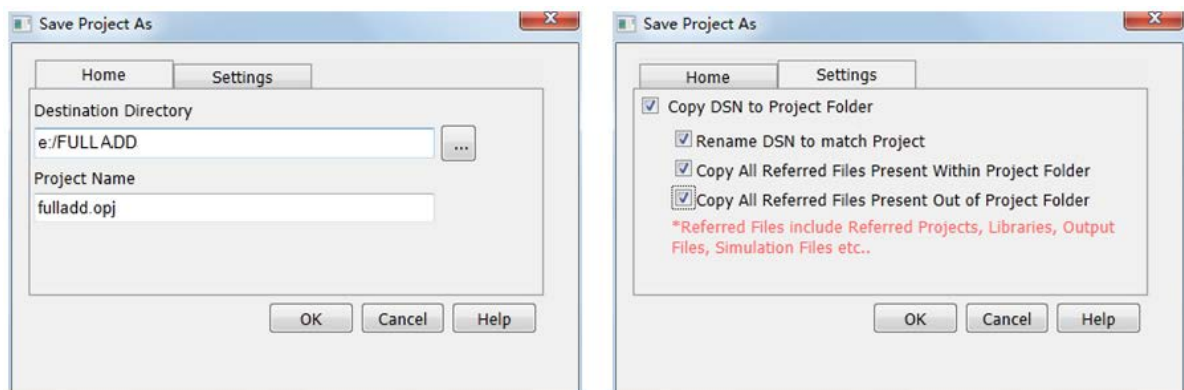 Save Project As
Home
Settings
Destination Directory
e:/FULLADD
...
Project Name
fulladd.opj
OK
Cancel
Help
Save Project As
Home
Settings
Copy DSN to Project Folder
Rename DSN to match Project
Copy All Referred Files Present Within Project Folder
Copy All Referred Files Present Out of Project Folder
*Referred Files include Referred Projects, Libraries, Output
Files, Simulation Files etc..
OK
Cancel
Help